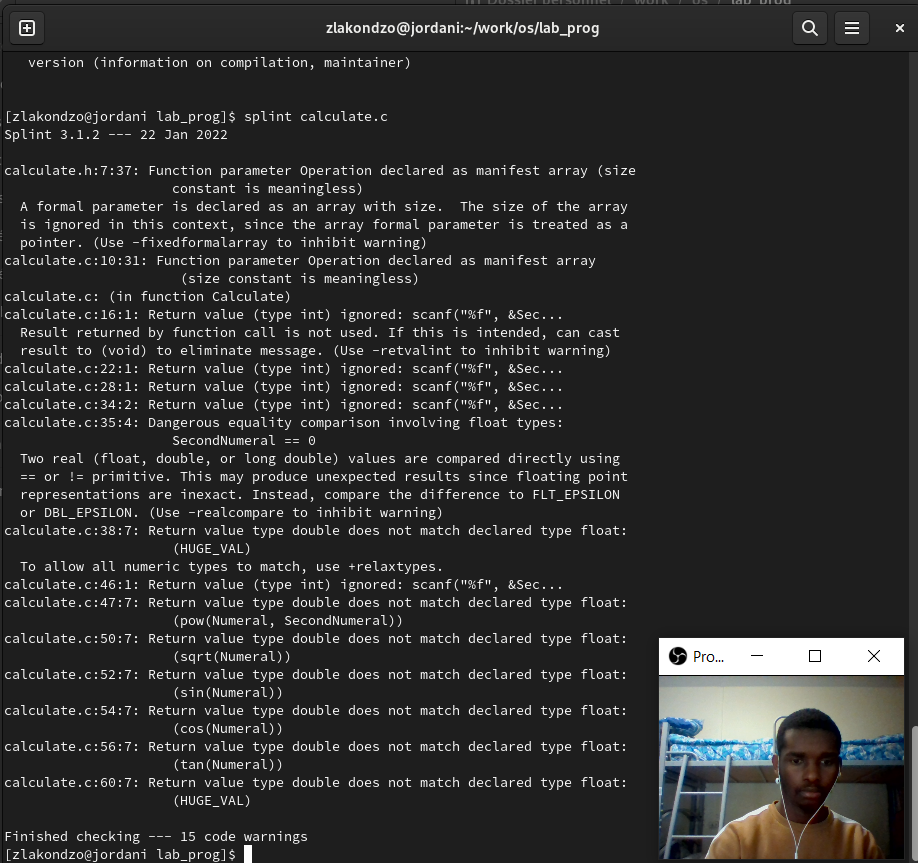 Dossier personnel / work / os / lab_prog
zlakondzo@jordani:~/work/os/lab_prog
version (information on compilation, maintainer)
[zlakondzo@jordani lab_prog]$ splint calculate.c
Splint 3.1.2 --- 22 Jan 2022
calculate.h:7:37: Function parameter Operation declared as manifest array (size
constant is meaningless)
A formal parameter is declared as an array with size.  The size of the array
is ignored in this context, since the array formal parameter is treated as a
pointer. (Use -fixedformalarray to inhibit warning)
calculate.c:10:31: Function parameter Operation declared as manifest array
(size constant is meaningless)
calculate.c: (in function Calculate)
calculate.c:16:1: Return value (type int) ignored: scanf("%f", &Sec...
Result returned by function call is not used. If this is intended, can cast
result to (void) to eliminate message. (Use -retvalint to inhibit warning)
calculate.c:22:1: Return value (type int) ignored: scanf("%f", &Sec...
calculate.c:28:1: Return value (type int) ignored: scanf("%f", &Sec...
calculate.c:34:2: Return value (type int) ignored: scanf("%f", &Sec...
calculate.c:35:4: Dangerous equality comparison involving float types:
SecondNumeral == 0
Two real (float, double, or long double) values are compared directly using
== or != primitive. This may produce unexpected results since floating point
representations are inexact. Instead, compare the difference to FLT_EPSILON
or DBL_EPSILON. (Use -realcompare to inhibit warning)
calculate.c:38:7: Return value type double does not match declared type float:
(HUGE_VAL)
To allow all numeric types to match, use +relaxtypes.
calculate.c:46:1: Return value (type int) ignored: scanf("%f", &Sec...
calculate.c:47:7: Return value type double does not match declared type float:
(pow(Numeral, SecondNumeral))
calculate.c:50:7: Return value type double does not match declared type float:
(sqrt(Numeral))
calculate.c:52:7: Return value type double does not match declared type float:
(sin(Numeral))
calculate.c:54:7: Return value type double does not match declared type float:
(cos(Numeral))
calculate.c:56:7: Return value type double does not match declared type float:
(tan(Numeral))
calculate.c:60:7: Return value type double does not match declared type float:
(HUGE_VAL)
Finished checking --- 15 code warnings
[zlakondzo@jordani lab_prog]$
Pro...